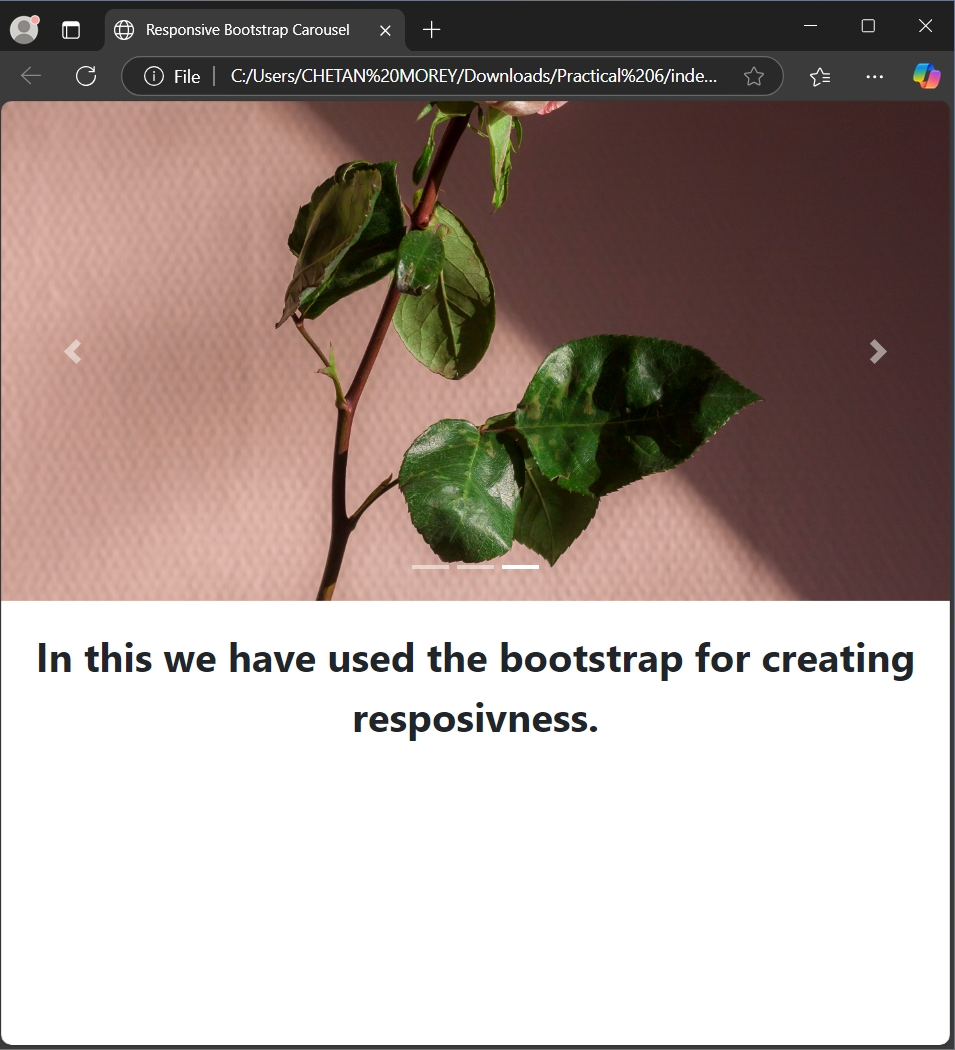 Responsive Bootstrap Carousel
File
C:/Users/CHETAN%20MOREY/Downloads/Practical%206/inde...
In this we have used the bootstrap for creating
resposivness.